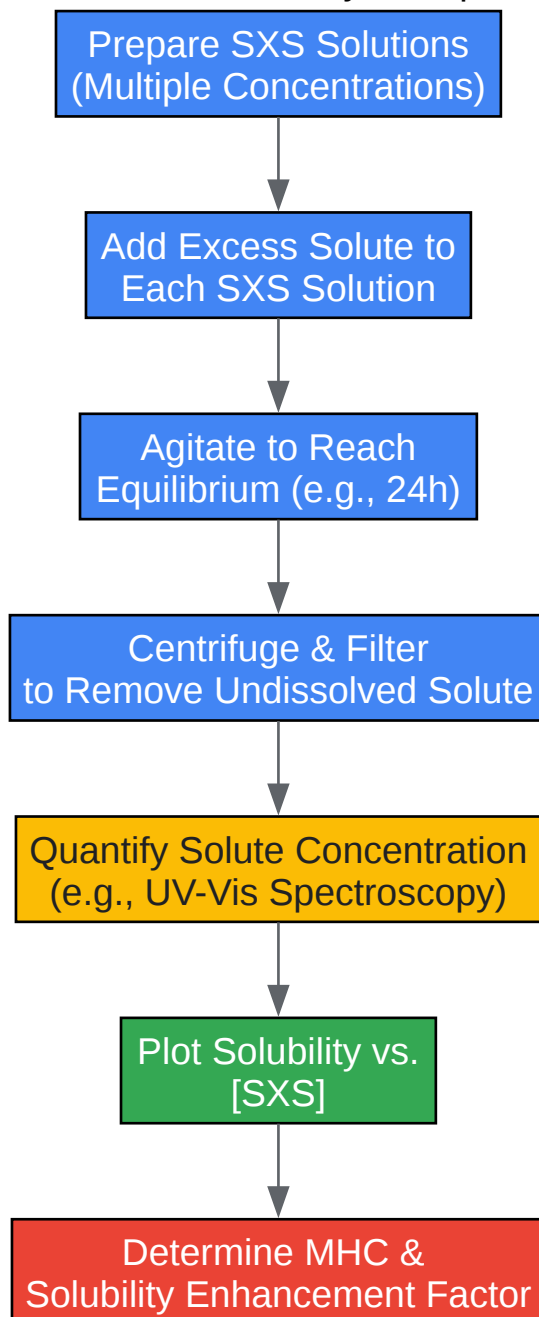 Prepare SXS Solutions
(Multiple Concentrations)
Add Excess Solute to
Each SXS Solution
Agitate to Reach
Equilibrium (e.g., 24h)
Centrifuge & Filter
to Remove Undissolved Solute
Quantify Solute Concentration
(e.g., UV-Vis Spectroscopy)
Plot Solubility vs.
[SXS]
Determine MHC &
Solubility Enhancement Factor